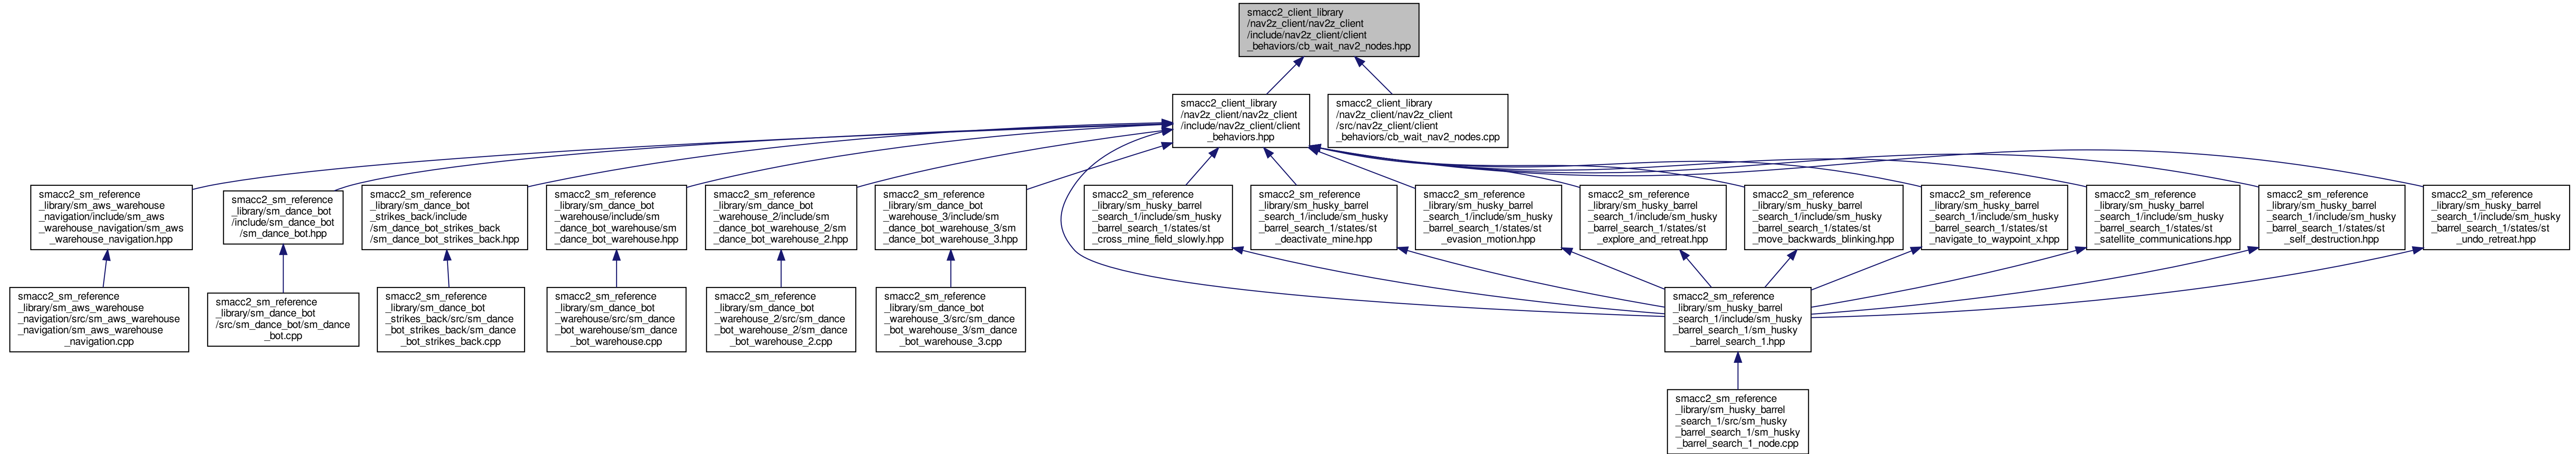 smacc2_client_library
/nav2z_client/nav2z_client
/include/nav2z_client/client
_behaviors/cb_wait_nav2_nodes.hpp
smacc2_client_library
/nav2z_client/nav2z_client
/include/nav2z_client/client
_behaviors.hpp
smacc2_client_library
/nav2z_client/nav2z_client
/src/nav2z_client/client
_behaviors/cb_wait_nav2_nodes.cpp
smacc2_sm_reference
_library/sm_aws_warehouse
_navigation/include/sm_aws
_warehouse_navigation/sm_aws
_warehouse_navigation.hpp
smacc2_sm_reference
_library/sm_dance_bot
/include/sm_dance_bot
/sm_dance_bot.hpp
smacc2_sm_reference
_library/sm_dance_bot
_strikes_back/include
/sm_dance_bot_strikes_back
/sm_dance_bot_strikes_back.hpp
smacc2_sm_reference
_library/sm_dance_bot
_warehouse/include/sm
_dance_bot_warehouse/sm
_dance_bot_warehouse.hpp
smacc2_sm_reference
_library/sm_dance_bot
_warehouse_2/include/sm
_dance_bot_warehouse_2/sm
_dance_bot_warehouse_2.hpp
smacc2_sm_reference
_library/sm_dance_bot
_warehouse_3/include/sm
_dance_bot_warehouse_3/sm
_dance_bot_warehouse_3.hpp
smacc2_sm_reference
_library/sm_husky_barrel
_search_1/include/sm_husky
_barrel_search_1/states/st
_cross_mine_field_slowly.hpp
smacc2_sm_reference
_library/sm_husky_barrel
_search_1/include/sm_husky
_barrel_search_1/states/st
_deactivate_mine.hpp
smacc2_sm_reference
_library/sm_husky_barrel
_search_1/include/sm_husky
_barrel_search_1/states/st
_evasion_motion.hpp
smacc2_sm_reference
_library/sm_husky_barrel
_search_1/include/sm_husky
_barrel_search_1/states/st
_explore_and_retreat.hpp
smacc2_sm_reference
_library/sm_husky_barrel
_search_1/include/sm_husky
_barrel_search_1/states/st
_move_backwards_blinking.hpp
smacc2_sm_reference
_library/sm_husky_barrel
_search_1/include/sm_husky
_barrel_search_1/states/st
_navigate_to_waypoint_x.hpp
smacc2_sm_reference
_library/sm_husky_barrel
_search_1/include/sm_husky
_barrel_search_1/states/st
_satellite_communications.hpp
smacc2_sm_reference
_library/sm_husky_barrel
_search_1/include/sm_husky
_barrel_search_1/states/st
_self_destruction.hpp
smacc2_sm_reference
_library/sm_husky_barrel
_search_1/include/sm_husky
_barrel_search_1/states/st
_undo_retreat.hpp
smacc2_sm_reference
_library/sm_aws_warehouse
_navigation/src/sm_aws_warehouse
_navigation/sm_aws_warehouse
_navigation.cpp
smacc2_sm_reference
_library/sm_dance_bot
/src/sm_dance_bot/sm_dance
_bot.cpp
smacc2_sm_reference
_library/sm_dance_bot
_strikes_back/src/sm_dance
_bot_strikes_back/sm_dance
_bot_strikes_back.cpp
smacc2_sm_reference
_library/sm_dance_bot
_warehouse/src/sm_dance
_bot_warehouse/sm_dance
_bot_warehouse.cpp
smacc2_sm_reference
_library/sm_dance_bot
_warehouse_2/src/sm_dance
_bot_warehouse_2/sm_dance
_bot_warehouse_2.cpp
smacc2_sm_reference
_library/sm_dance_bot
_warehouse_3/src/sm_dance
_bot_warehouse_3/sm_dance
_bot_warehouse_3.cpp
smacc2_sm_reference
_library/sm_husky_barrel
_search_1/include/sm_husky
_barrel_search_1/sm_husky
_barrel_search_1.hpp
smacc2_sm_reference
_library/sm_husky_barrel
_search_1/src/sm_husky
_barrel_search_1/sm_husky
_barrel_search_1_node.cpp